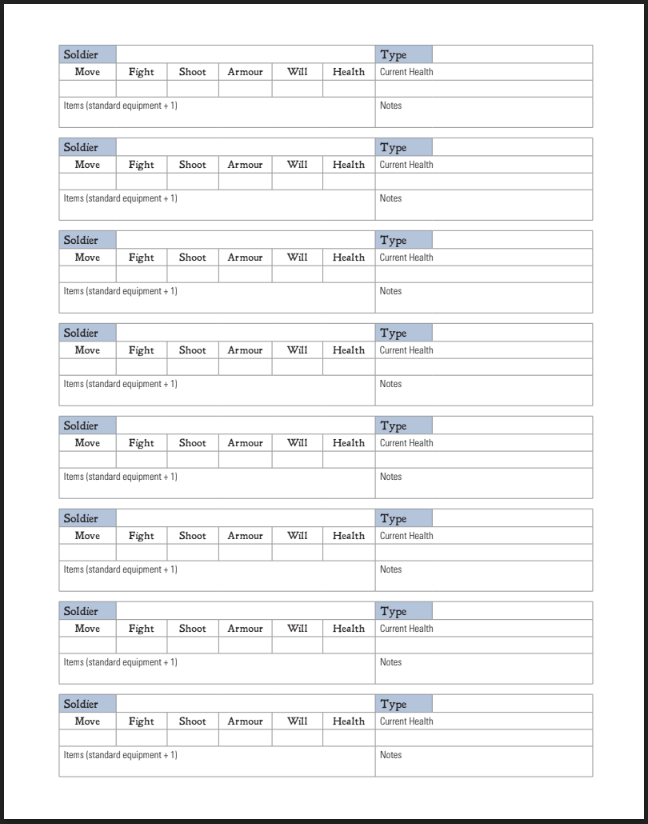 Soldier Type
Move Fight Shoot Armour Will Health Current Health
Items (standard equipment + 1) Notes
Soldier Type
Move Fight Shoot Armour Will Health Current Health
Items (standard equipment + 1) Notes
Soldier Type
Move Fight Shoot Armour Will Health Current Health
Items (standard equipment + 1) Notes
Soldier Type
Move Fight Shoot Armour Will Health Current Health
Items (standard equipment + 1) Notes
Soldier Type
Move Fight Shoot Armour Will Health Current Health
Items (standard equipment + 1) Notes
Soldier Type
Move Fight Shoot Armour Will Health Current Health
Items (standard equipment + 1) Notes
Soldier Type
Move Fight Shoot Armour Will Health Current Health
Items (standard equipment + 1) Notes
Soldier Type
Move Fight Shoot Armour Will Health Current Health
Items (standard equipment + 1) Notes